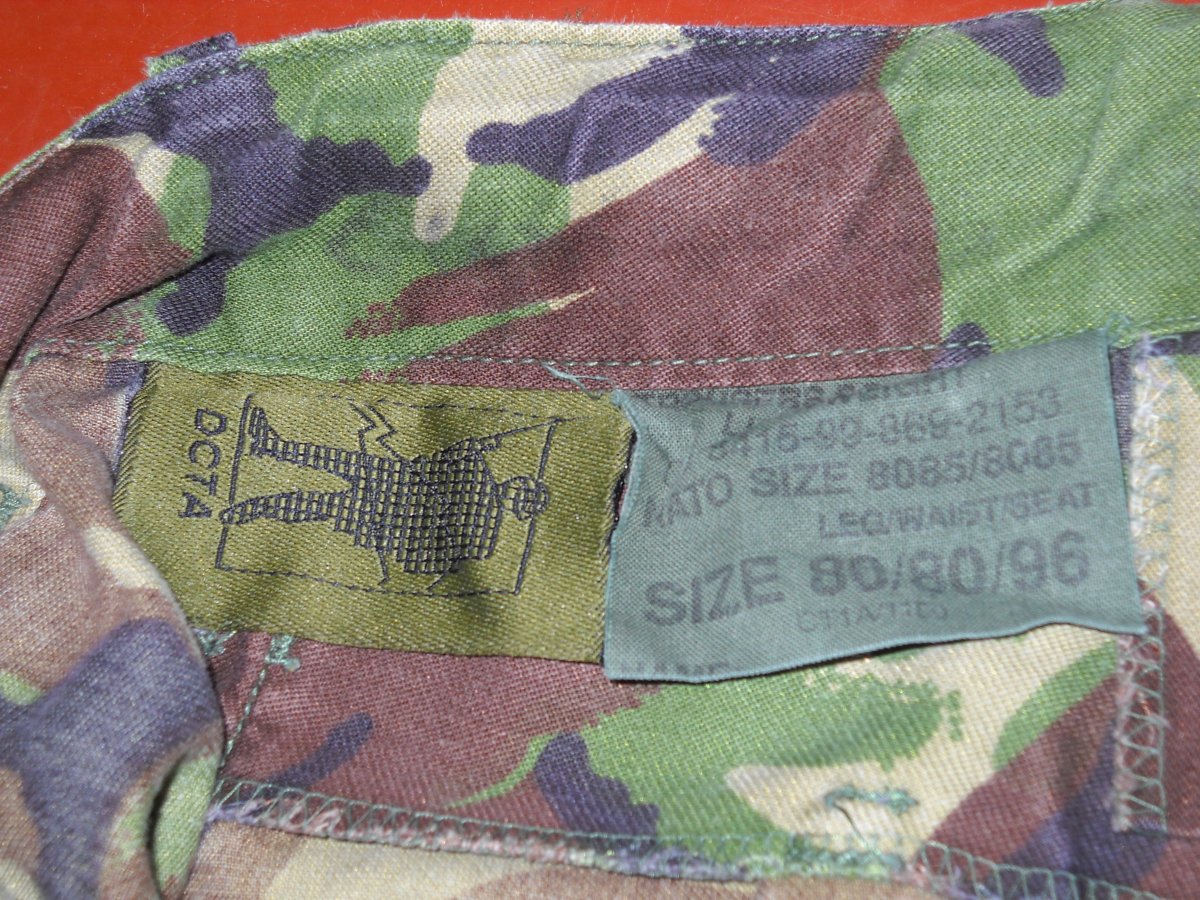 DCTA
8415-99-869-2153
NATO SIZE 8085/8085
LEG/WAIST/SEAT
SIZE 80/80/96